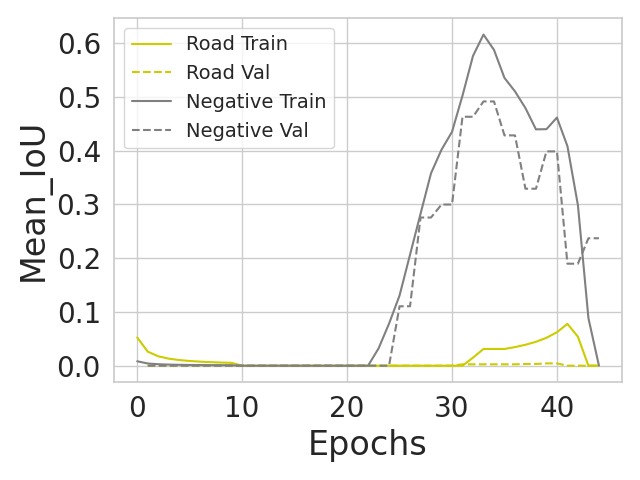 Road Train
Road Val
Negative Train
Negative Val
Mean_IoU
0.6
0.5
0.4
0.3
0.2
0.1
0.0
0
10
20
30
40
Epochs